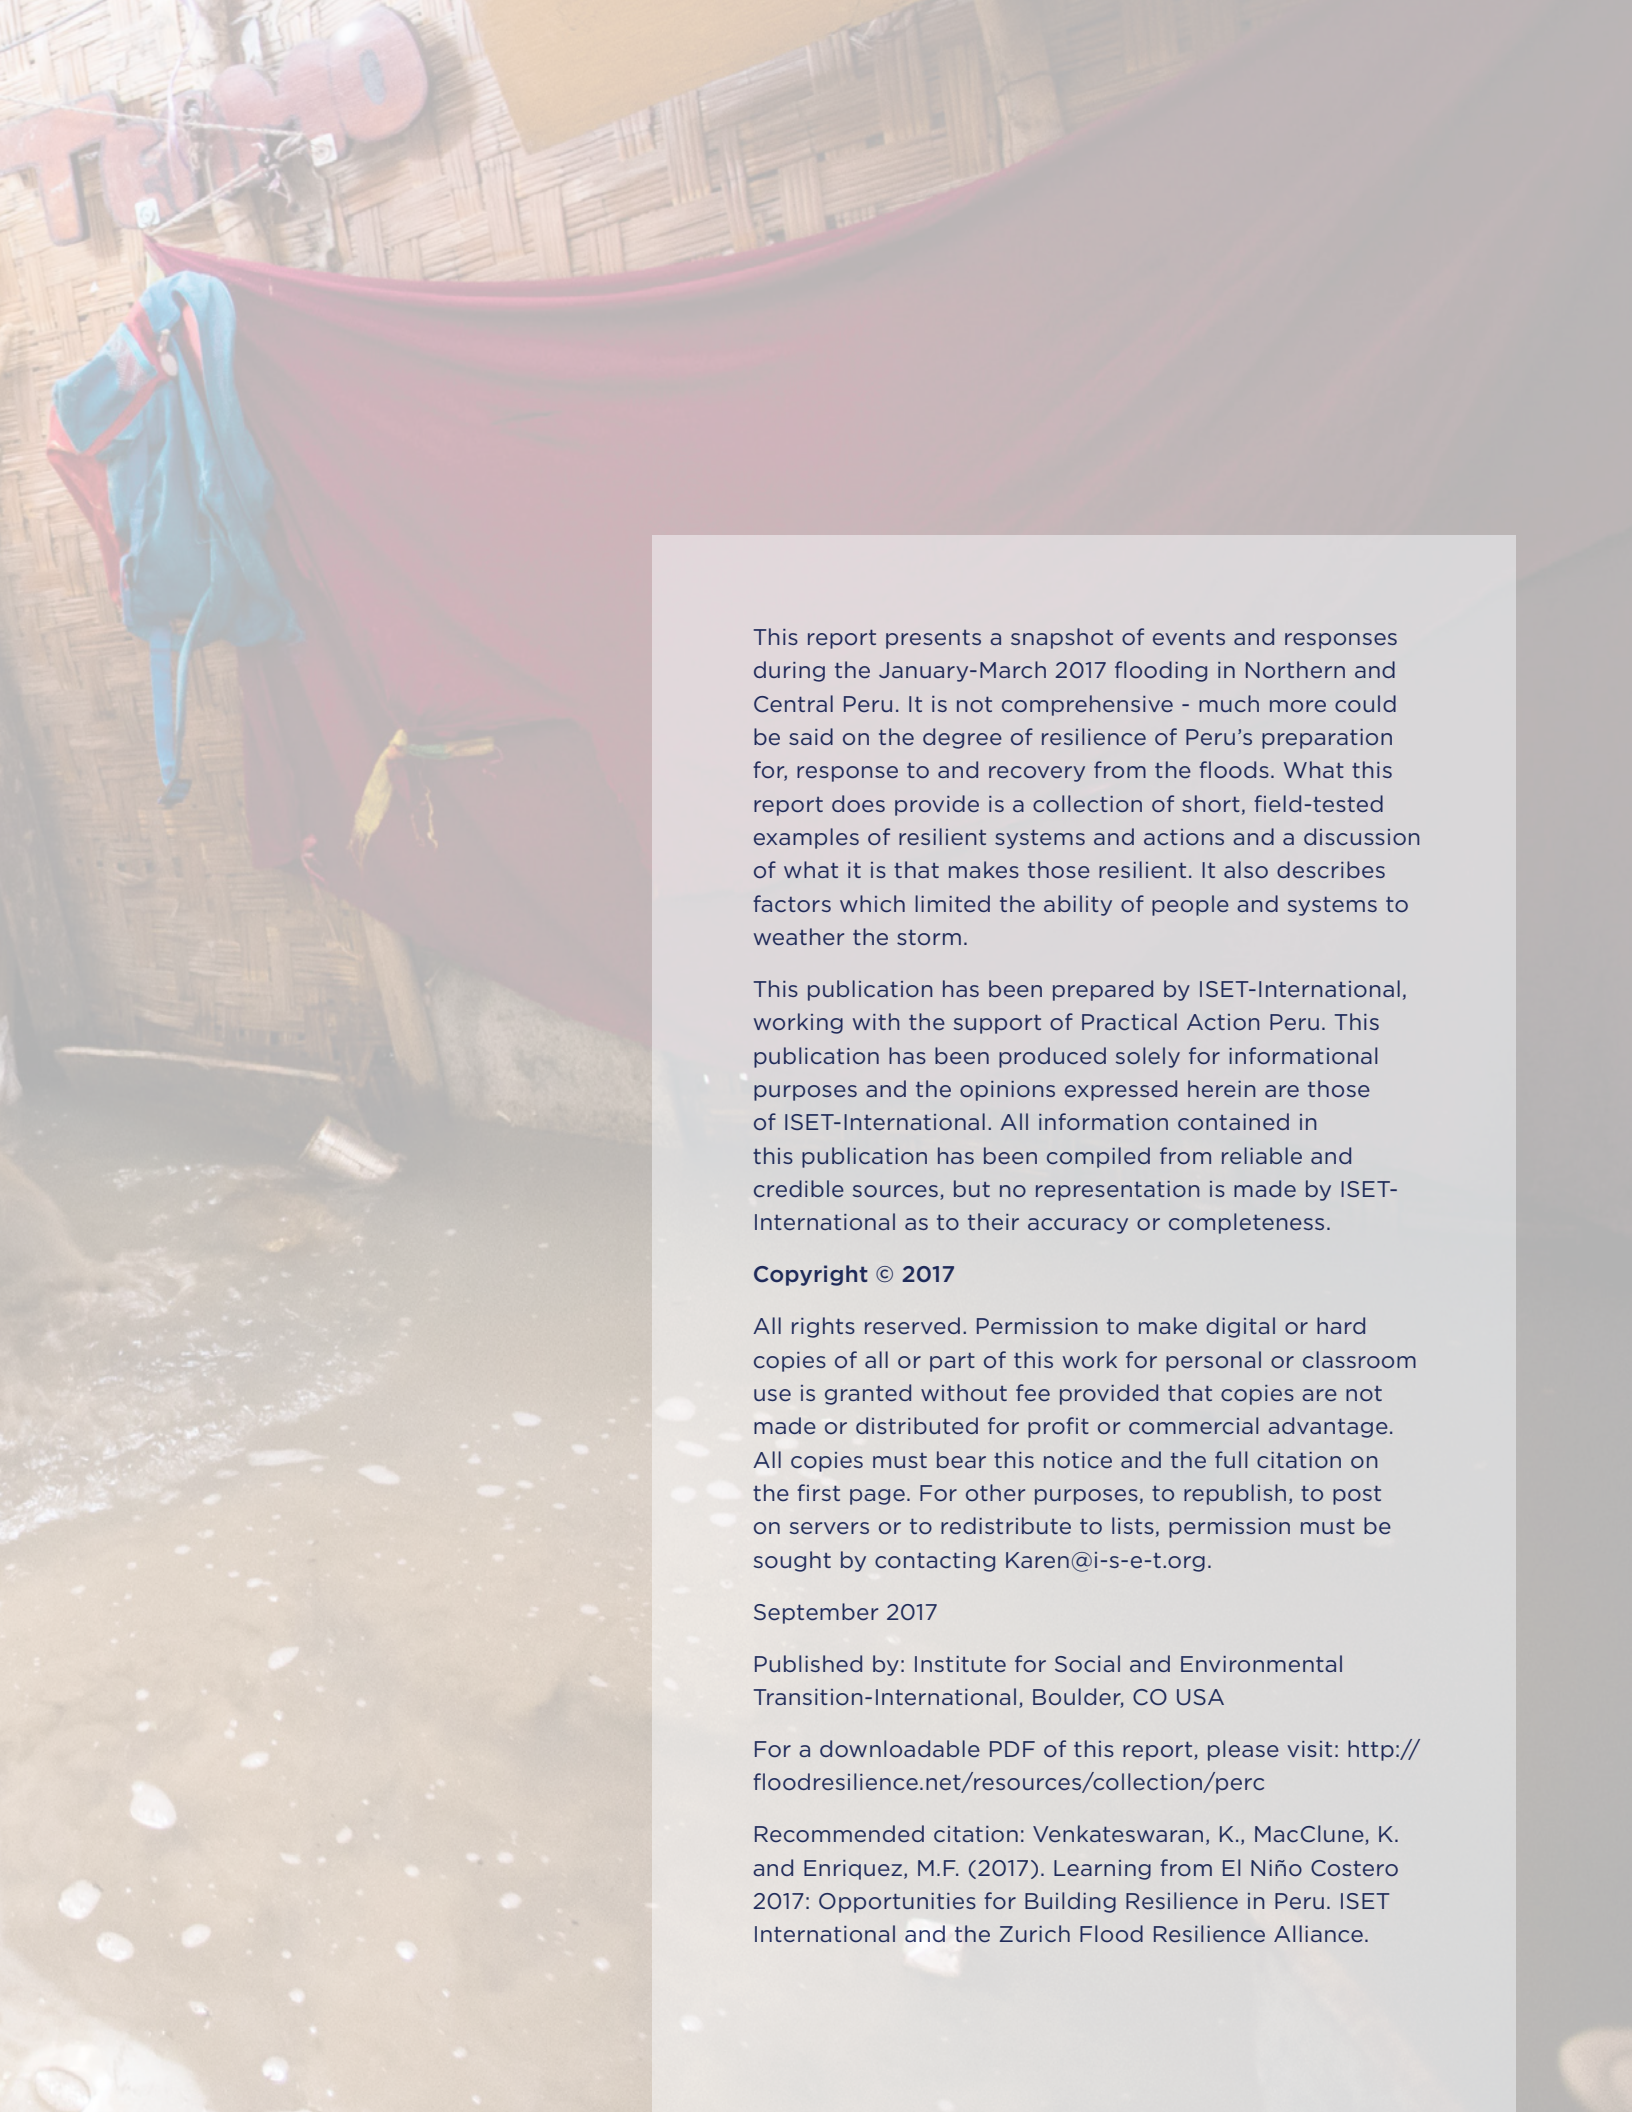 This report presents a snapshot of events and responses
during the January-March 2017 flooding in Northern and
Central Peru. It is not comprehensive - much more could
be said on the degree of resilience of Peru’s preparation
for, response to and recovery from the floods. What this
report does provide is a collection of short, field-tested
examples of resilient systems and actions and a discussion
of what it is that makes those resilient. It also describes
factors which limited the ability of people and systems to
weather the storm.
This publication has been prepared by ISET-International,
working with the support of Practical Action Peru. This
publication has been produced solely for informational
purposes and the opinions expressed herein are those
of ISET-International. All information contained in
this publication has been compiled from reliable and
credible sources, but no representation is made by ISET-
International as to their accuracy or completeness.
Copyright © 2017
All rights reserved. Permission to make digital or hard
copies of all or part of this work for personal or classroom
use is granted without fee provided that copies are not
made or distributed for profit or commercial advantage.
All copies must bear this notice and the full citation on
the first page. For other purposes, to republish, to post
on servers or to redistribute to lists, permission must be
sought by contacting Karen@i-s-e-t.org.
September 2017
Published by: Institute for Social and Environmental
Transition-International, Boulder, CO USA
For a downloadable PDF of this report, please visit: http://
floodresilience.net/resources/collection/perc
Recommended citation: Venkateswaran, K., MacClune, K.
and Enriquez, M.F. (2017). Learning from El Niño Costero
2017: Opportunities for Building Resilience in Peru. ISET
International and the Zurich Flood Resilience Alliance.